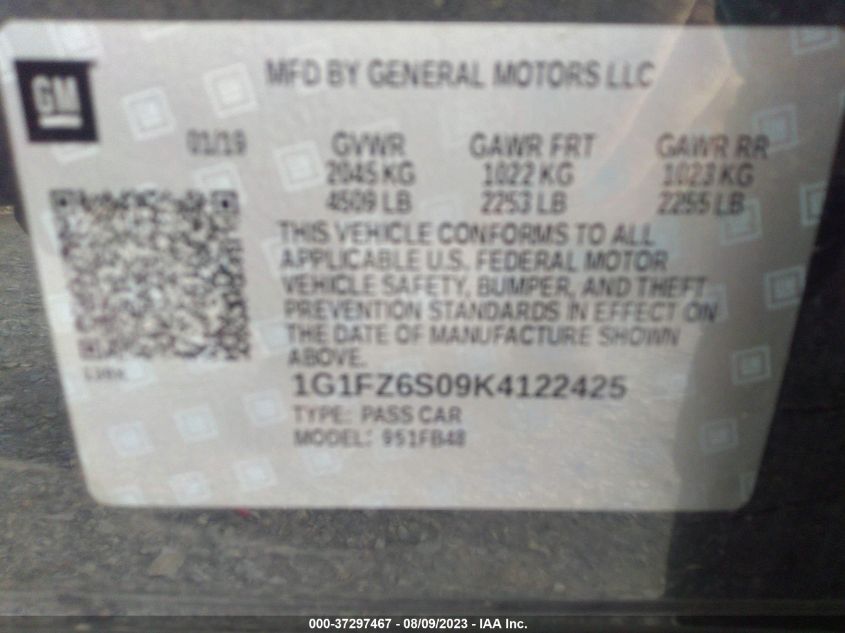 GM
MFD BY GENERAL MOTORS LLC
01/19 GVWR GAWR FRT GAWR RR
2045 KG 1022 KG 1023 KG
4509 LB 2253 LB 2255 LB
THIS VEHICLE CONFORMS TO ALL
APPLICABLE U.S. FEDERAL MOTOR
VEHICLE SAFETY, BUMPER, AND THEFT
PREVENTION STANDARDS IN EFFECT ON
THE DATE OF MANUFACTURE SHOWN
ABOVE.
1G1FZ6S09K4122425
TYPE: PASS CAR
MODEL: 951FB48
000-37297467 - 08/09/2023 - IAA Inc.